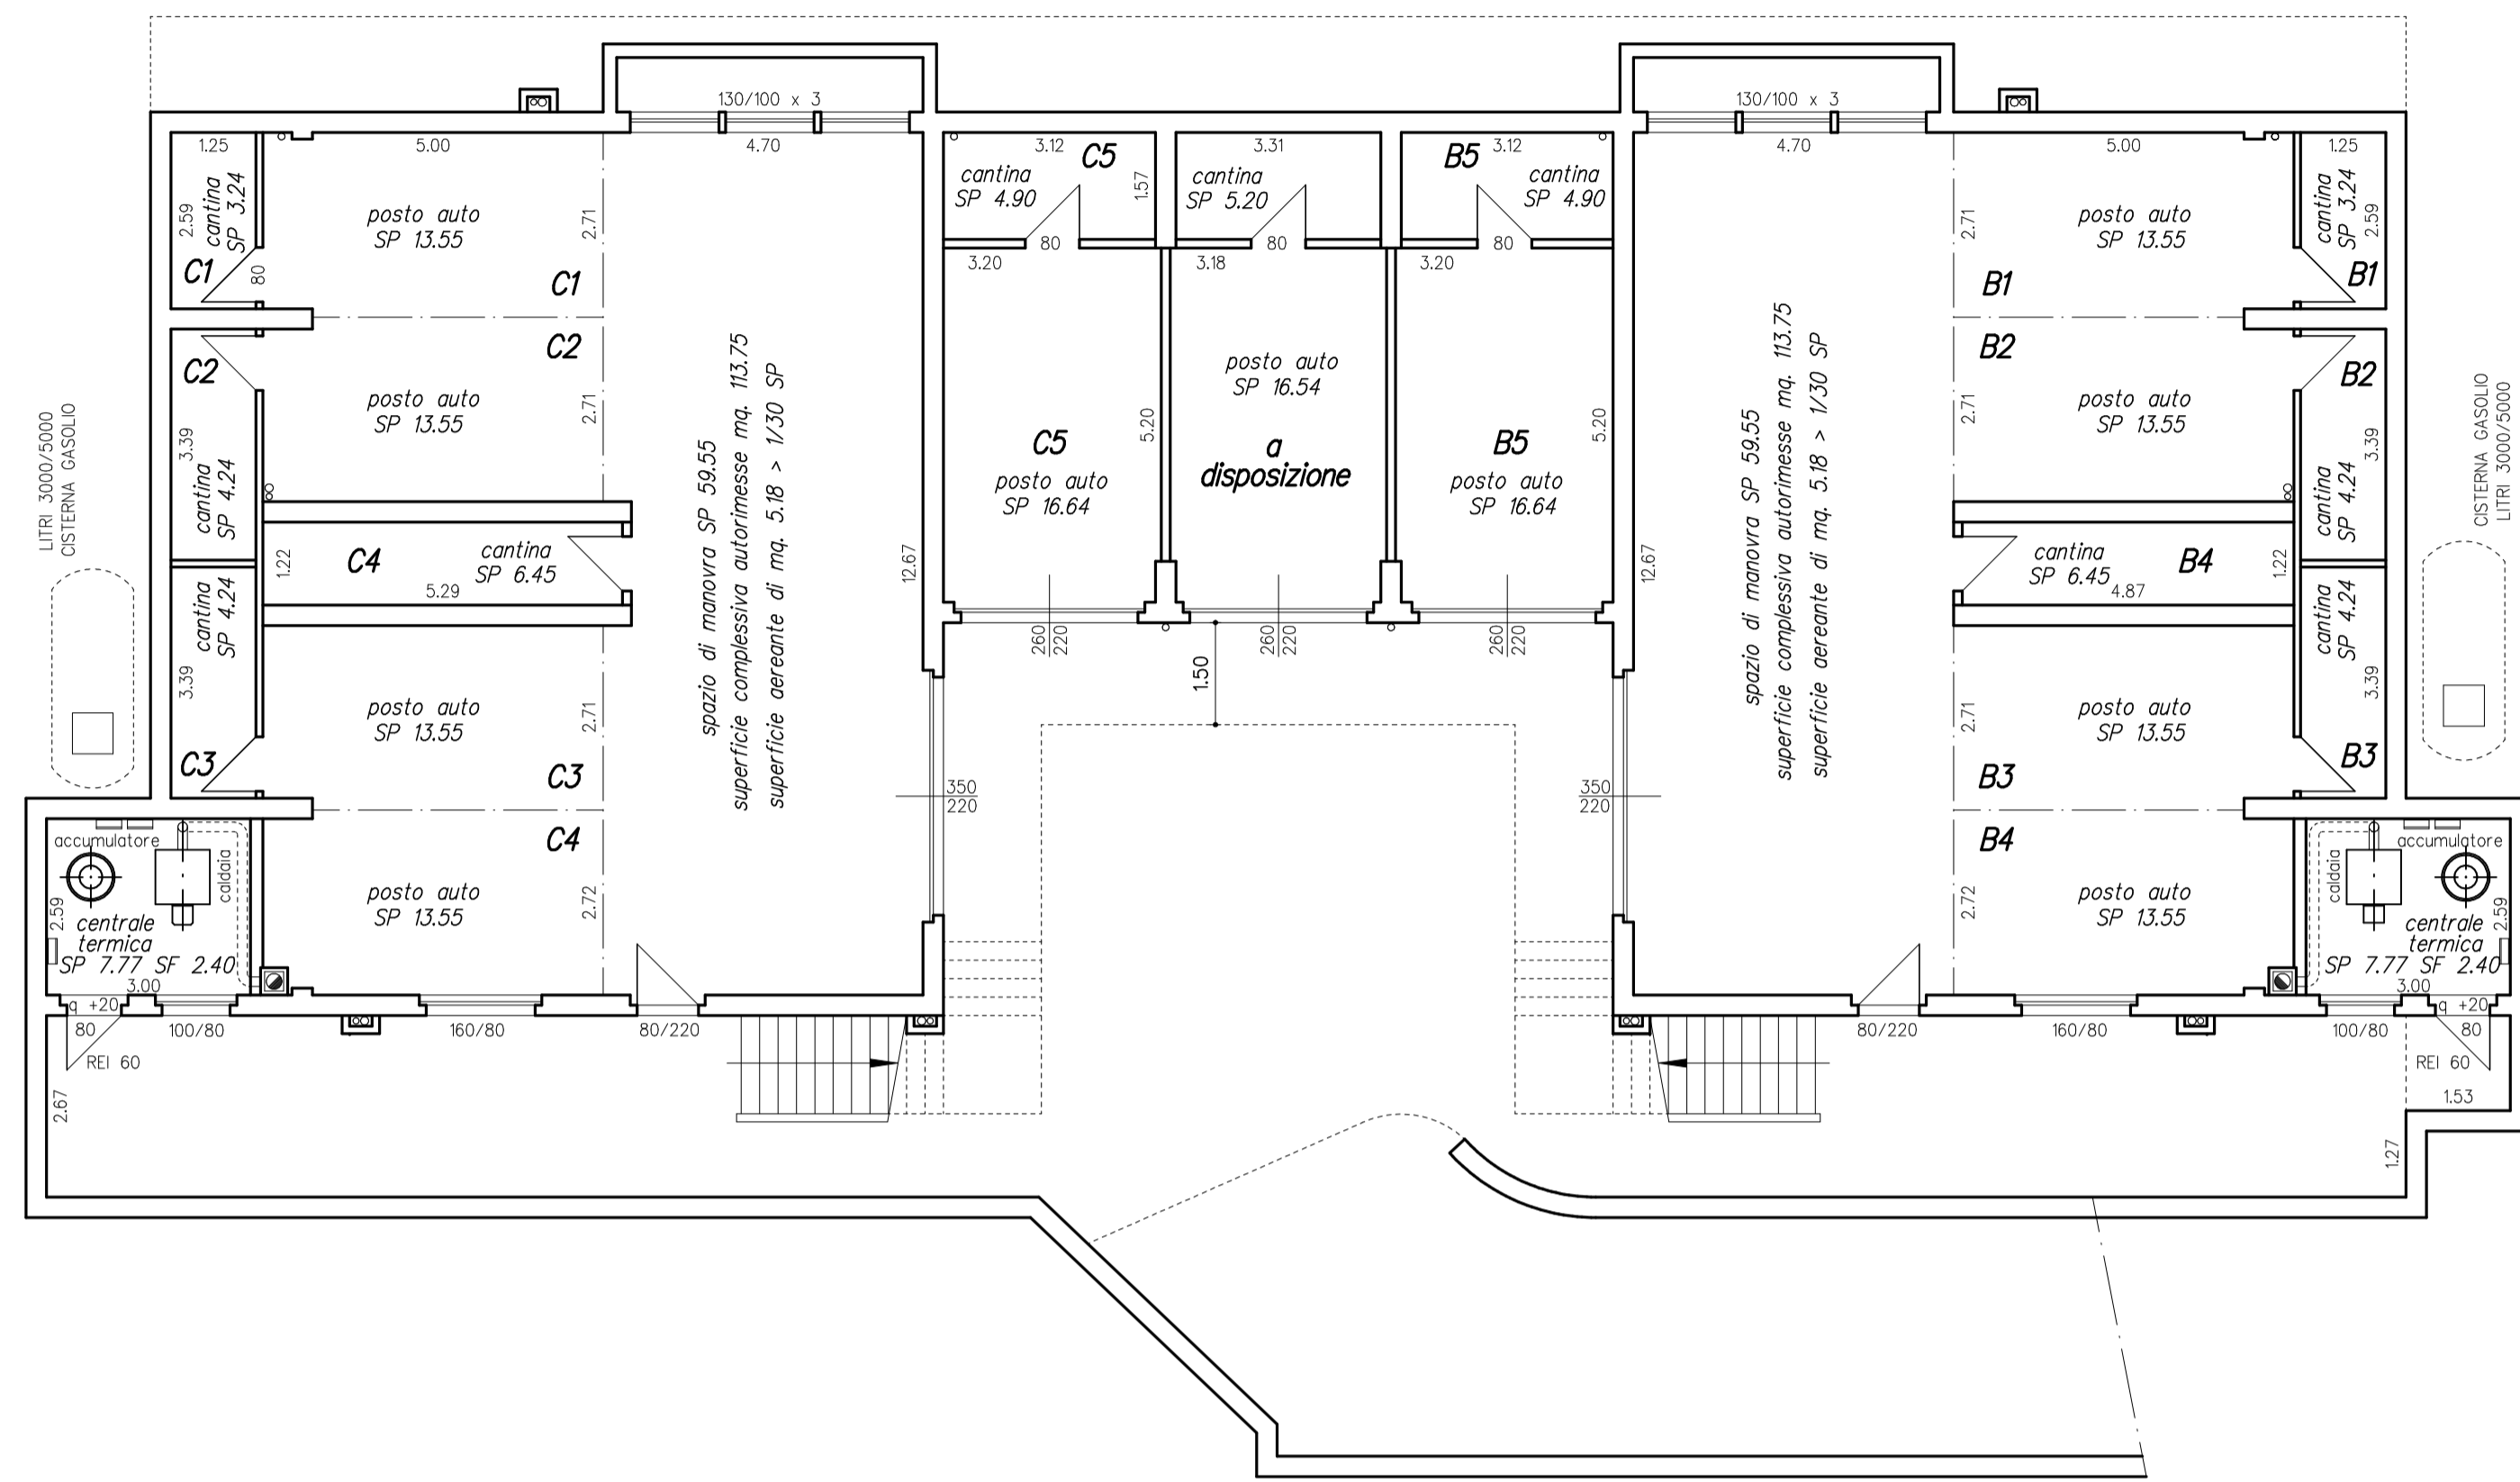 130/100 x 3
130/100 x 3
1.25
5.00
4.70
3.12
C5
3.31
B5
3.12
4.70
5.00
1.25
cantina
SP 3.24
2.59
C1
80
posto auto
SP 13.55
2.71
C1
cantina
SP 4.90
1.57
80
3.20
cantina
SP 5.20
80
3.18
cantina
SP 4.90
80
3.20
2.71
posto auto
SP 13.55
B1
cantina
SP 3.24
2.59
B1
C2
3.39
cantina
SP 4.24
C2
posto auto
SP 13.55
2.71
spazio di manovra SP 59.55
superficie complessiva autorimesse mq. 113.75
superficie aereante di mq. 5.18 > 1/30 SP
12.67
C5
posto auto
SP 16.64
5.20
posto auto
SP 16.54
a
disposizione
B5
posto auto
SP 16.64
5.20
12.67
spazio di manovra SP 59.55
superficie complessiva autorimesse mq. 113.75
superficie aereante di mq. 5.18 > 1/30 SP
B2
2.71
posto auto
SP 13.55
B2
3.39
cantina
SP 4.24
LITRI 3000/5000
CISTERNA GASOLIO
CISTERNA GASOLIO
LITRI 3000/5000
1.22
C4
cantina
SP 6.45
5.29
cantina
SP 6.45
4.87
B4
1.22
cantina
SP 4.24
3.39
C3
posto auto
SP 13.55
2.71
C3
260
220
260
220
260
220
1.50
2.71
posto auto
SP 13.55
B3
cantina
SP 4.24
3.39
B3
350
220
350
220
C4
posto auto
SP 13.55
2.72
B4
2.72
posto auto
SP 13.55
accumulatore
caldaia
2.59
centrale
termica
SP 7.77 SF 2.40
3.00
accumulatore
caldaia
2.59
centrale
termica
SP 7.77 SF 2.40
3.00
q +20
80
100/80
160/80
80/220
80/220
160/80
100/80
q +20
80
REI 60
2.67
REI 60
1.53
1.27